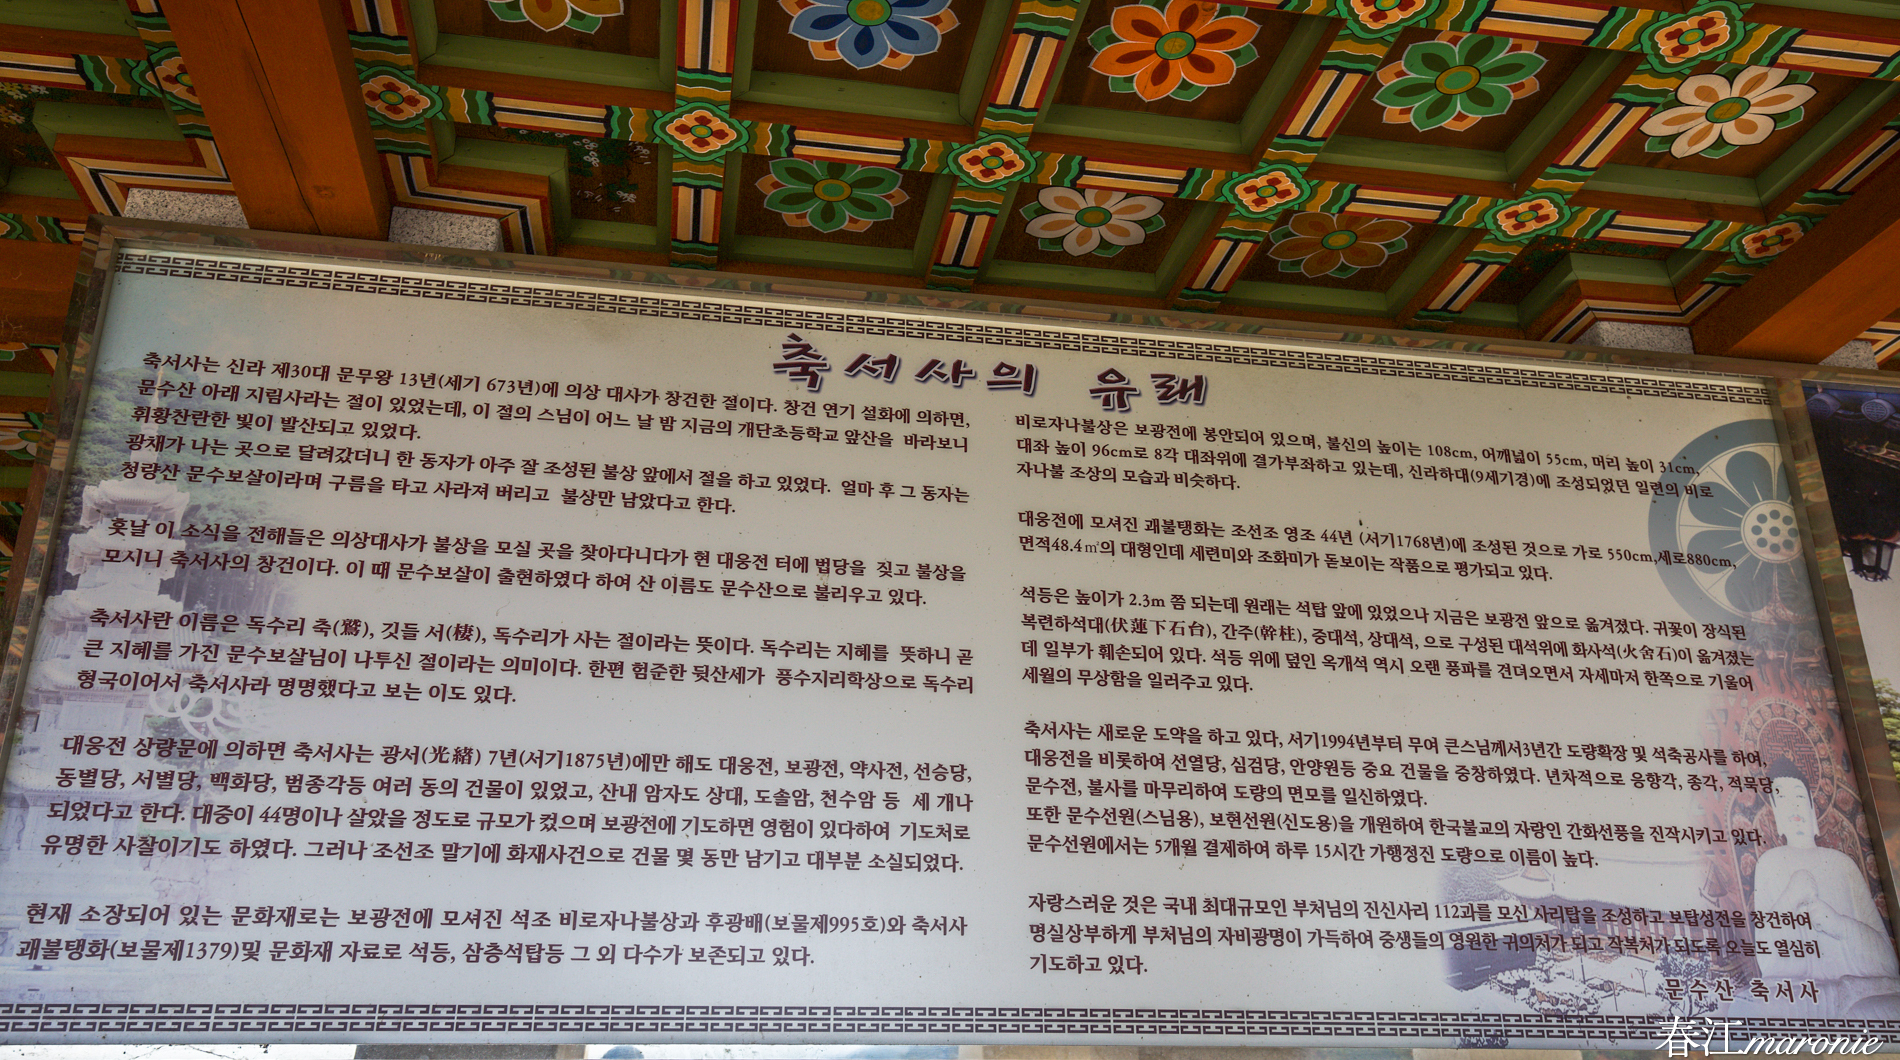 축서사의 유래
축서사는 신라 제30대 문무왕 13년(세기 673년)에 의상 대사가 창건한 절이다. 창건 연기 설화에 의하면,
문수산 아래 지림사라는 절이 있었는데, 이 절의 스님이 어느 날 밤 지금의 개단초등학교 앞산을 바라보니
휘황찬란한 빛이 발산되고 있었다.
광채가 나는 곳으로 달려갔더니 한 동자가 아주 잘 조성된 불상 앞에서 절을 하고 있었다. 얼마 후 그 동자는
청량산 문수보살이라며 구름을 타고 사라져 버리고 불상만 남았다고 한다.
훗날 이 소식을 전해들은 의상대사가 불상을 모실 곳을 찾아다니다가 현 대웅전 터에 법당을 짖고 불상을
모시니 축서사의 창건이다. 이 때 문수보살이 출현하였다 하여 산 이름도 문수산으로 불리우고 있다.
축서사란 이름은 독수리 축(鷲), 깃들 서(棲), 독수리가 사는 절이라는 뜻이다. 독수리는 지혜를 뜻하니 곧
큰 지혜를 가진 문수보살님이 나투신 절이라는 의미이다. 한편 험준한 뒷산세가 풍수지리학상으로 독수리
형국이어서 축서사라 명명했다고 보는 이도 있다.
대웅전 상량문에 의하면 축서사는 광서(光緖) 7년(서기1875년)에만 해도 대웅전, 보광전, 약사전, 선승당,
동별당, 서별당, 백화당, 범종각등 여러 동의 건물이 있었고, 산내 암자도 상대, 도솔암, 천수암 등 세 개나
되었다고 한다. 대중이 44명이나 살았을 정도로 규모가 컸으며 보광전에 기도하면 영험이 있다하여 기도처로
유명한 사찰이기도 하였다. 그러나 조선조 말기에 화재사건으로 건물 몇 동만 남기고 대부분 소실되었다.
현재 소장되어 있는 문화재로는 보광전에 모셔진 석조 비로자나불상과 후광배(보물제995호)와 축서사
괘불탱화(보물제1379)및 문화재 자료로 석등, 삼층석탑등 그 외 다수가 보존되고 있다.
비로자나불상은 보광전에 봉안되어 있으며, 불신의 높이는 108cm, 어깨넓이 55cm, 머리 높이 31cm,
대좌 높이 96cm로 8각 대좌위에 결가부좌하고 있는데, 신라하대(9세기경)에 조성되었던 일련의 비로
자나불 조상의 모습과 비슷하다.
대웅전에 모셔진 괘불탱화는 조선조 영조 44년 (서기1768년)에 조성된 것으로 가로 550cm,세로880cm,
면적48.4㎡의 대형인데 세련미와 조화미가 돋보이는 작품으로 평가되고 있다.
석등은 높이가 2.3m 쯤 되는데 원래는 석탑 앞에 있었으나 지금은 보광전 앞으로 옮겨졌다. 귀꽃이 장식된
복련하석대(伏蓮下石台), 간주(幹柱), 중대석, 상대석, 으로 구성된 대석위에 화사석(火舍石)이 옮겨졌는
데 일부가 훼손되어 있다. 석등 위에 덮인 옥개석 역시 오랜 풍파를 견뎌오면서 자세마저 한쪽으로 기울어
세월의 무상함을 일러주고 있다.
축서사는 새로운 도약을 하고 있다, 서기1994년부터 무여 큰스님께서3년간 도량확장 및 석축공사를 하여,
대웅전을 비롯하여 선열당, 심검당, 안양원등 중요 건물을 중창하였다. 년차적으로 응향각, 종각, 적묵당,
문수전, 불사를 마무리하여 도량의 면모를 일신하였다.
또한 문수선원(스님용), 보현선원(신도용)을 개원하여 한국불교의 자랑인 간화선풍을 진작시키고 있다.
문수선원에서는 5개월 결제하여 하루 15시간 가행정진 도량으로 이름이 높다.
자랑스러운 것은 국내 최대규모인 부처님의 진신사리 112과를 모신 사리탑을 조성하고 보탑성전을 창건하여
명실상부하게 부처님의 자비광명이 가득하여 중생들의 영원한 귀의처가 되고 작복처가 되도록 오늘도 열심히
기도하고 있다.
문수산 축서사
春江maronie